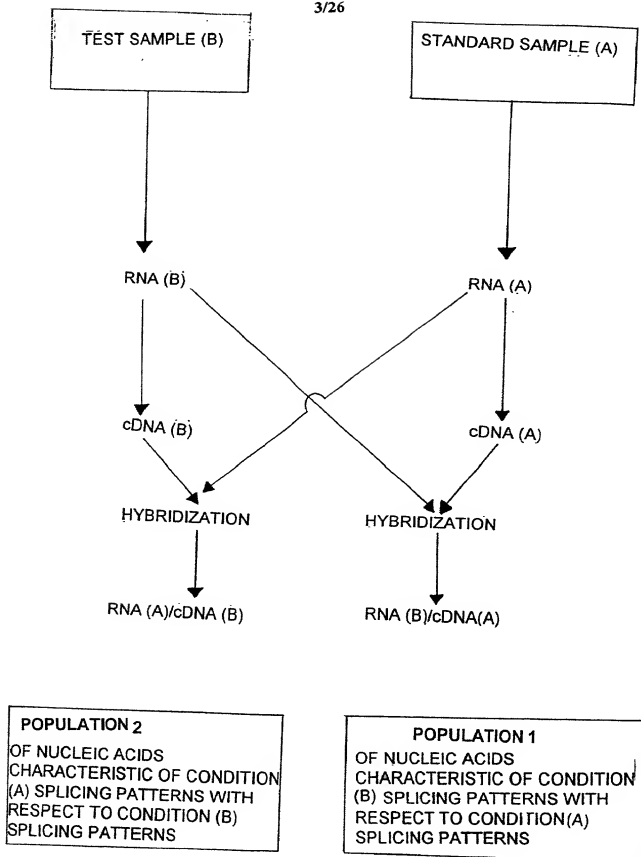 3/26
TEST SAMPLE (B)
STANDARD SAMPLE (A)
RNA (B)
RNA (A)
cDNA (B)
cDNA (A)
HYBRIDIZATION
HYBRIDIZATION
RNA (A)/cDNA (B)
RNA (B)/cDNA(A)
POPULATION 2
OF NUCLEIC ACIDS
CHARACTERISTIC OF CONDITION
(A) SPLICING PATTERNS WITH
RESPECT TO CONDITION (B)
SPLICING PATTERNS
POPULATION 1
OF NUCLEIC ACIDS
CHARACTERISTIC OF CONDITION
(B) SPLICING PATTERNS WITH
RESPECT TO CONDITION(A)
SPLICING PATTERNS